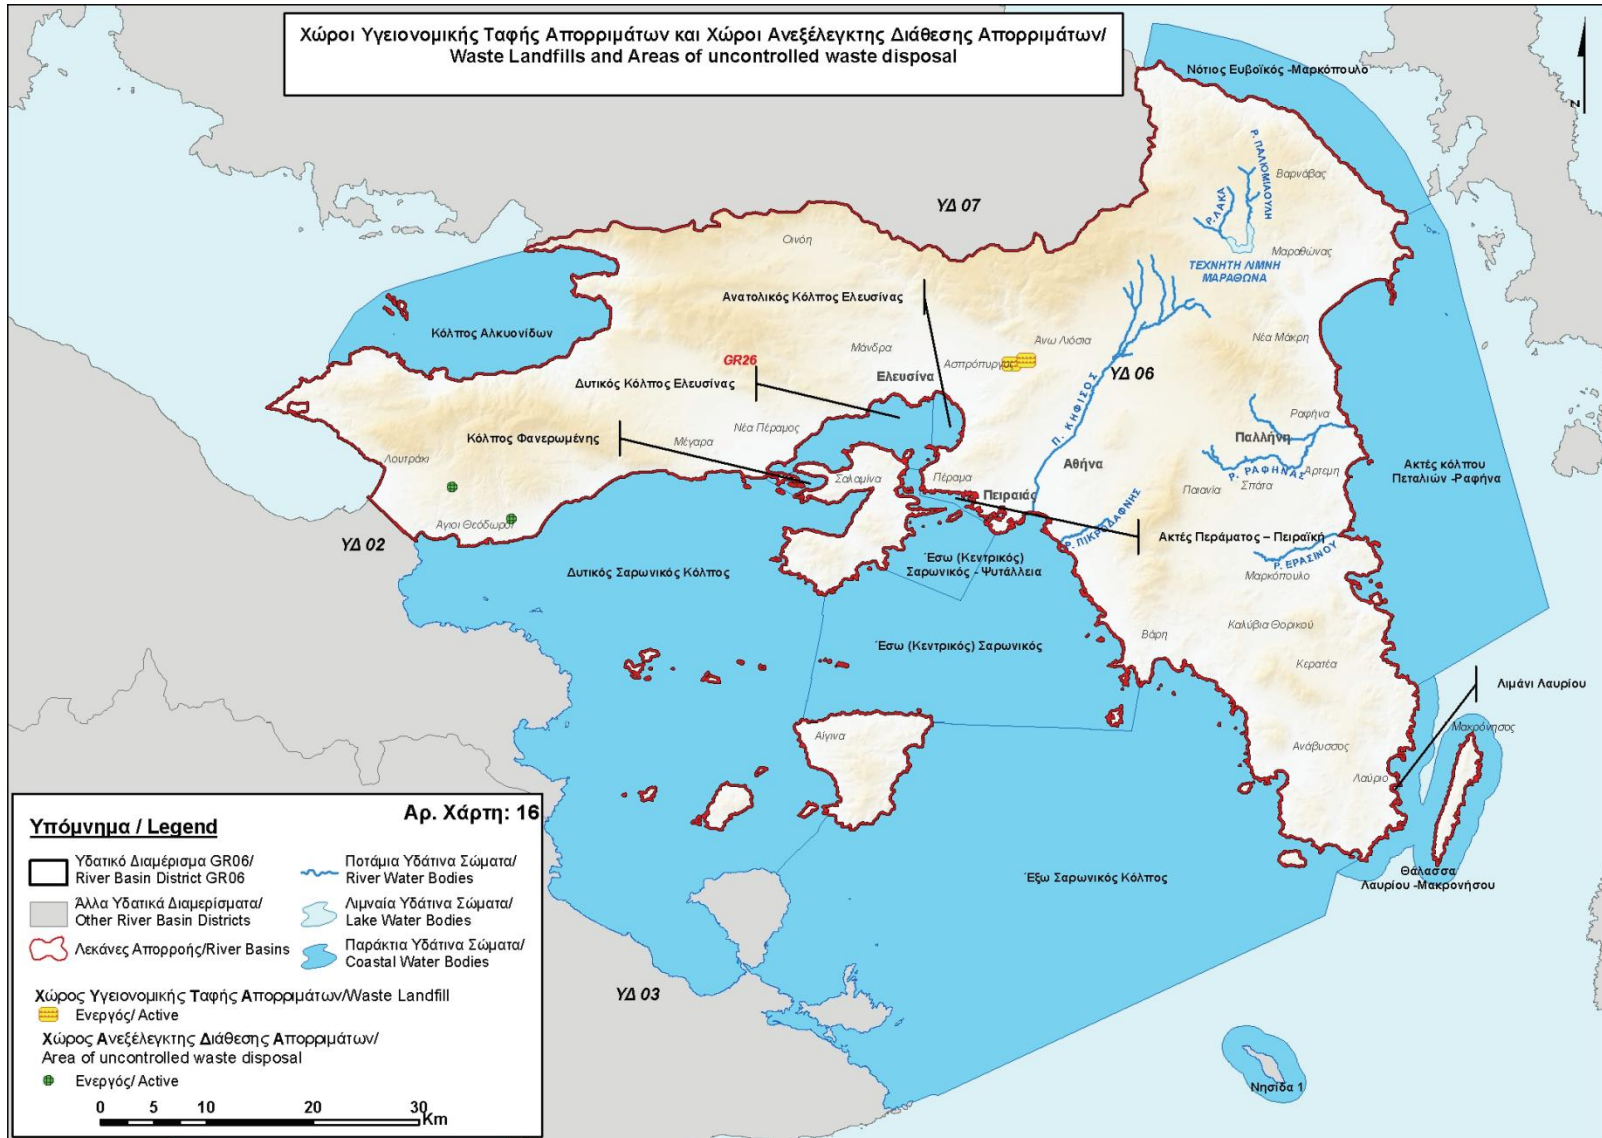 Χώροι Υγειονομικής Ταφής Απορριμάτων και Χώροι Ανεξέλεγκτης Διάθεσης Απορριμάτων/
Waste Landfills and Areas of uncontrolled waste disposal
Νότιος Ευβοϊκός -Μαρκόπουλο
Z
Ρ. ΠΑΛΙΟΜΙΑΟΥΛΗ
Βαρνάβας
Ρ. ΛΑΚΑ
ΥΔ 07
Οινόη
Μαραθώνας
ΤΕΧΝΗΤΗ ΛΙΜΝΗ
ΜΑΡΑΘΩΝΑ
Ανατολικός Κόλπος Ελευσίνας
Κόλπος Αλκυονίδων
Μάνδρα
Άνω Λιόσια
Νέα Μάκρη
GR26
Ασπρόπυργος
Ελευσίνα
ΥΔ 06
Δυτικός Κόλπος Ελευσίνας
Π. ΚΗΦΙΣΟΣ
Ραφήνα
Νέα Πέραμος
Παλλήνη
Κόλπος Φανερωμένης
Μέγαρα
Λουτράκι
Αθήνα
Ακτές κόλπου
Πεταλιών -Ραφήνα
Ρ. ΡΑΦΗΝΑΣ
Άρτεμη
Σαλαμίνα
Πέραμα
Σπάτα
Παιανία
Πειραιάς
Άγιοι Θεόδωροι
Ρ. ΠΙΚΡΟΔΑΦΝΗΣ
Ακτές Περάματος – Πειραϊκή
ΥΔ 02
Έσω (Κεντρικός)
Σαρωνικός - Ψυτάλλεια
Ρ. ΕΡΑΣΙΝΟΥ
Δυτικός Σαρωνικός Κόλπος
Μαρκόπουλο
Καλύβια Θορικού
Βάρη
Έσω (Κεντρικός) Σαρωνικός
Κερατέα
Λιμάνι Λαυρίου
Μακρόνησος
Αίγινα
Ανάβυσσος
Λαύριο
Έξω Σαρωνικός Κόλπος
Θάλασσα
Λαυρίου -Μακρονήσου
ΥΔ 03
Νησίδα 1
Αρ. Χάρτη: 16
Υπόμνημα / Legend
Υδατικό Διαμέρισμα GR06/
River Basin District GR06
Άλλα Υδατικά Διαμερίσματα/
Other River Basin Districts
Λεκάνες Απορροής/River Basins
Ποτάμια Υδάτινα Σώματα/
River Water Bodies
Λιμναία Υδάτινα Σώματα/
Lake Water Bodies
Παράκτια Υδάτινα Σώματα/
Coastal Water Bodies
Χώρος Υγειονομικής Ταφής Απορριμάτων/Waste Landfill
Ενεργός/ Active
Χώρος Ανεξέλεγκτης Διάθεσης Απορριμάτων/
Area of uncontrolled waste disposal
Ενεργός/ Active
0 5 10 20 30
Km